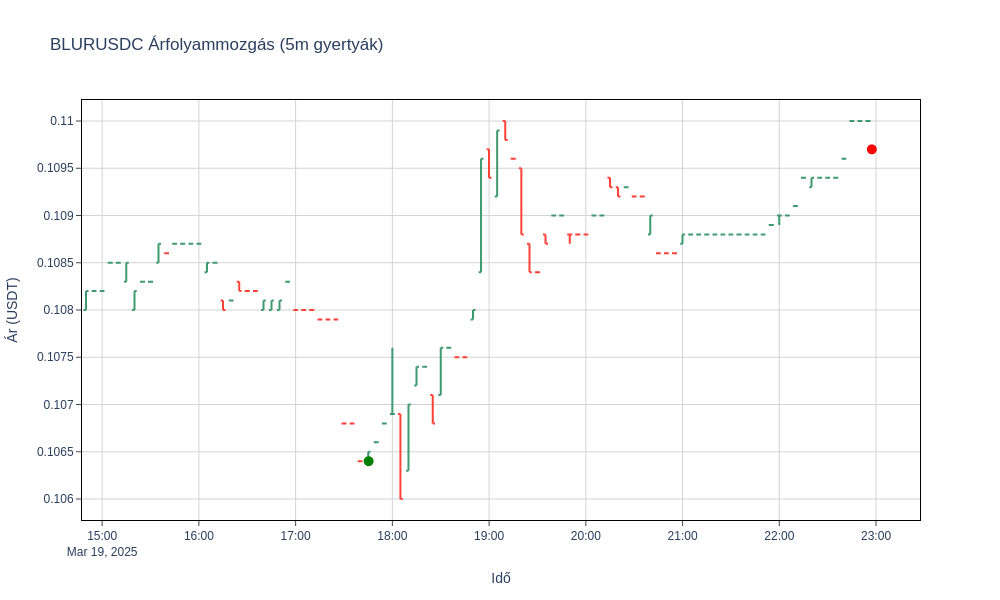 BLURUSDC Árfolyammozgás (5m gyertyák)
0.11
0.1095
0.109
0.1085
0.108
0.1075
0.107
0.1065
0.106
Ár (USDT)
15:00 16:00 17:00 18:00 19:00 20:00 21:00 22:00 23:00
Mar 19, 2025
Idő